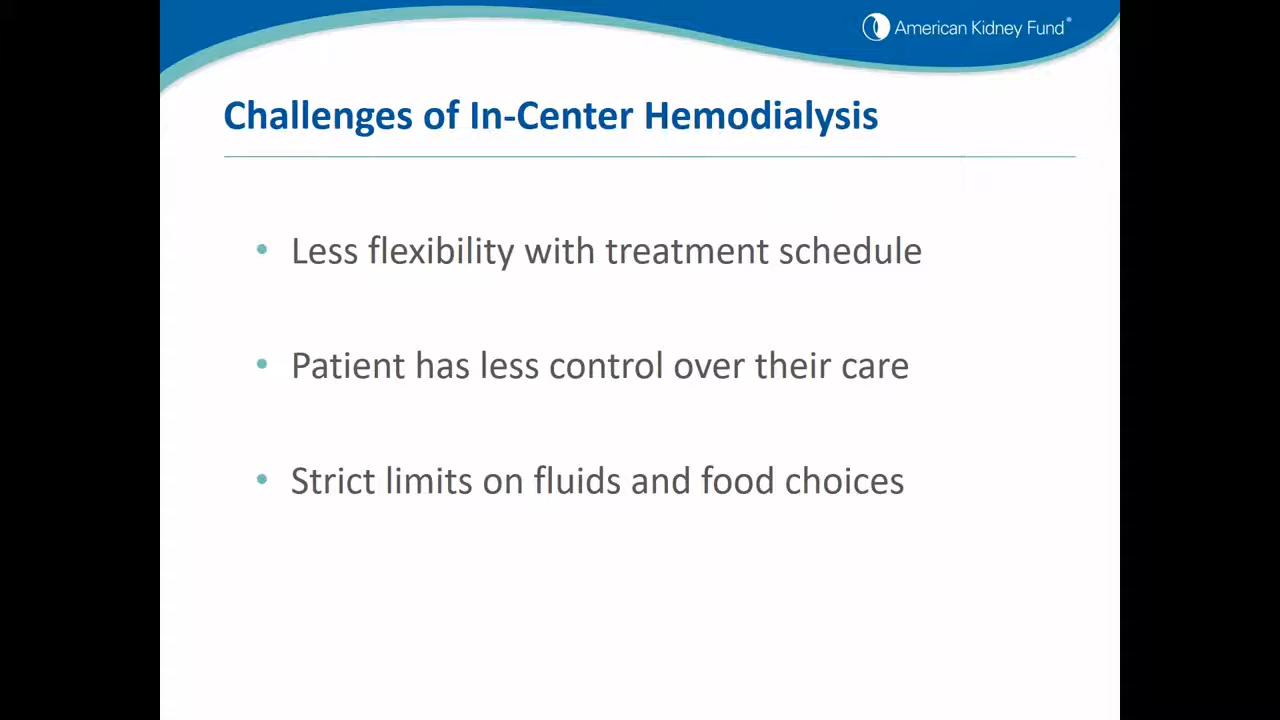 American Kidney Fund®
Challenges of In-Center Hemodialysis
• Less flexibility with treatment schedule
• Patient has less control over their care
• Strict limits on fluids and food choices